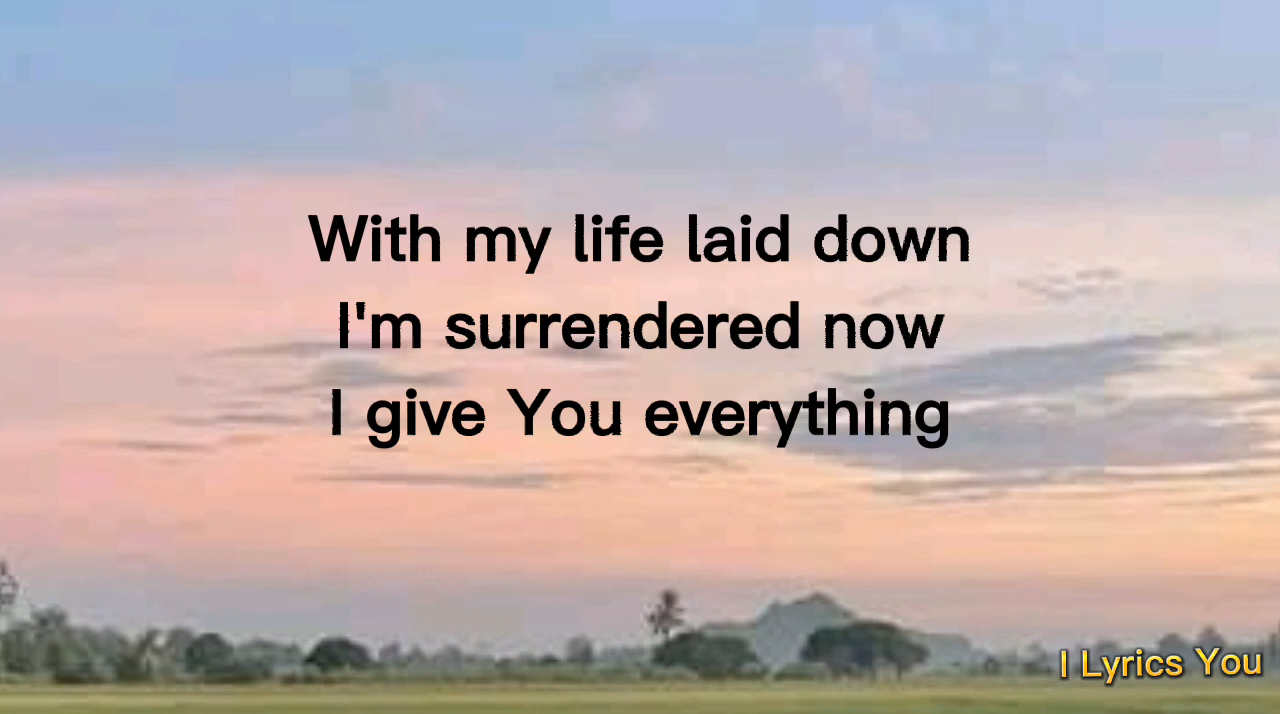 With my life laid down
I'm surrendered now
I give You everything
I Lyrics You